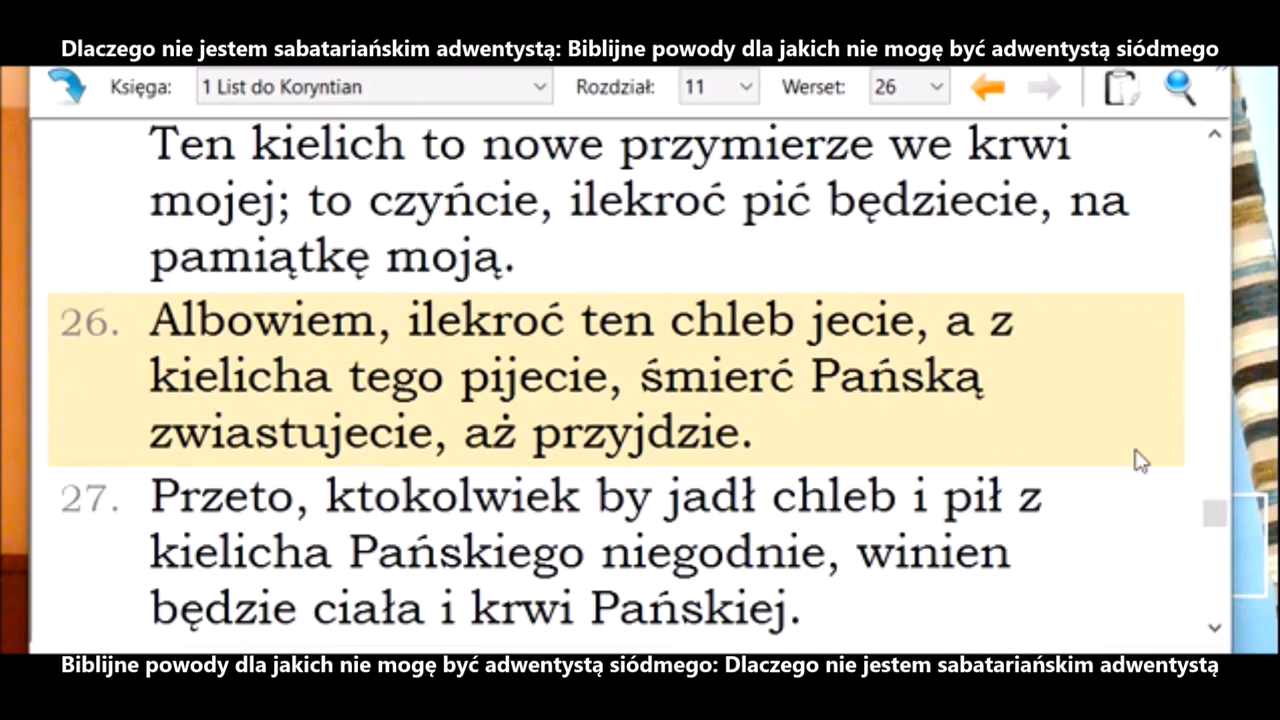 Dlaczego nie jestem sabatariańskim adwentystą: Biblijne powody dla jakich nie mogę być adwentystą siódmego
Księga: 1 List do Koryntian Rozdział: 11 Werset: 26
Ten kielich to nowe przymierze we krwi
mojej; to czyńcie, ilekroć pić będziecie, na
pamiątkę moją.
26. Albowiem, ilekroć ten chleb jecie, a z
kielicha tego pijecie, śmierć Pańską
zwiastujecie, aż przyjdzie.
27. Przeto, ktokolwiek by jadł chleb i pił z
kielicha Pańskiego niegodnie, winien
będzie ciała i krwi Pańskiej.
Biblijne powody dla jakich nie mogę być adwentystą siódmego: Dlaczego nie jestem sabatariańskim adwentystą